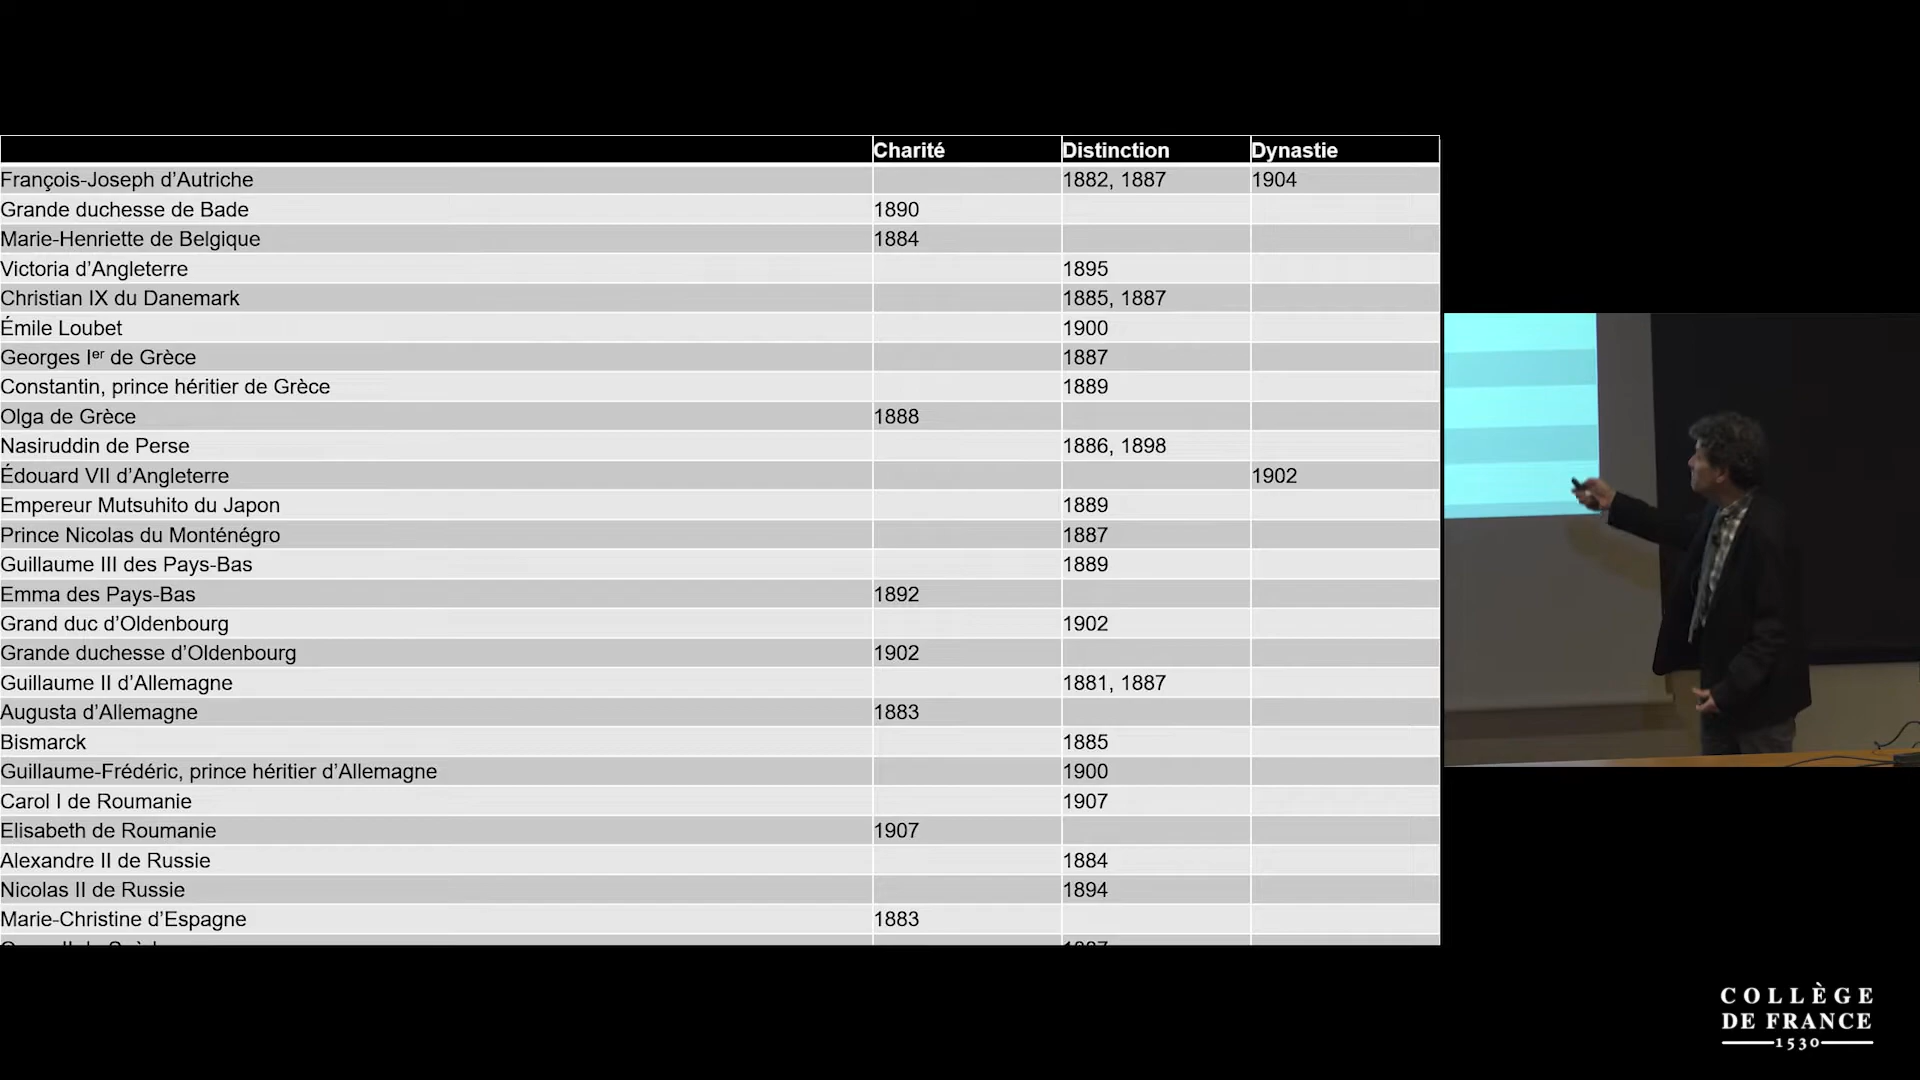 Charité Distinction Dynastie
François-Joseph d’Autriche 1882, 1887 1904
Grande duchesse de Bade 1890
Marie-Henriette de Belgique 1884
Victoria d’Angleterre 1895
Christian IX du Danemark 1885, 1887
Émile Loubet 1900
Georges Iᵉʳ de Grèce 1887
Constantin, prince héritier de Grèce 1889
Olga de Grèce 1888
Nasiruddin de Perse 1886, 1898
Édouard VII d’Angleterre 1902
Empereur Mutsuhito du Japon 1889
Prince Nicolas du Monténégro 1887
Guillaume III des Pays-Bas 1889
Emma des Pays-Bas 1892
Grand duc d’Oldenbourg 1902
Grande duchesse d’Oldenbourg 1902
Guillaume II d’Allemagne 1881, 1887
Augusta d’Allemagne 1883
Bismarck 1885
Guillaume-Frédéric, prince héritier d’Allemagne 1900
Carol I de Roumanie 1907
Elisabeth de Roumanie 1907
Alexandre II de Russie 1884
Nicolas II de Russie 1894
Marie-Christine d’Espagne 1883
COLLÈGE
DE FRANCE
1530